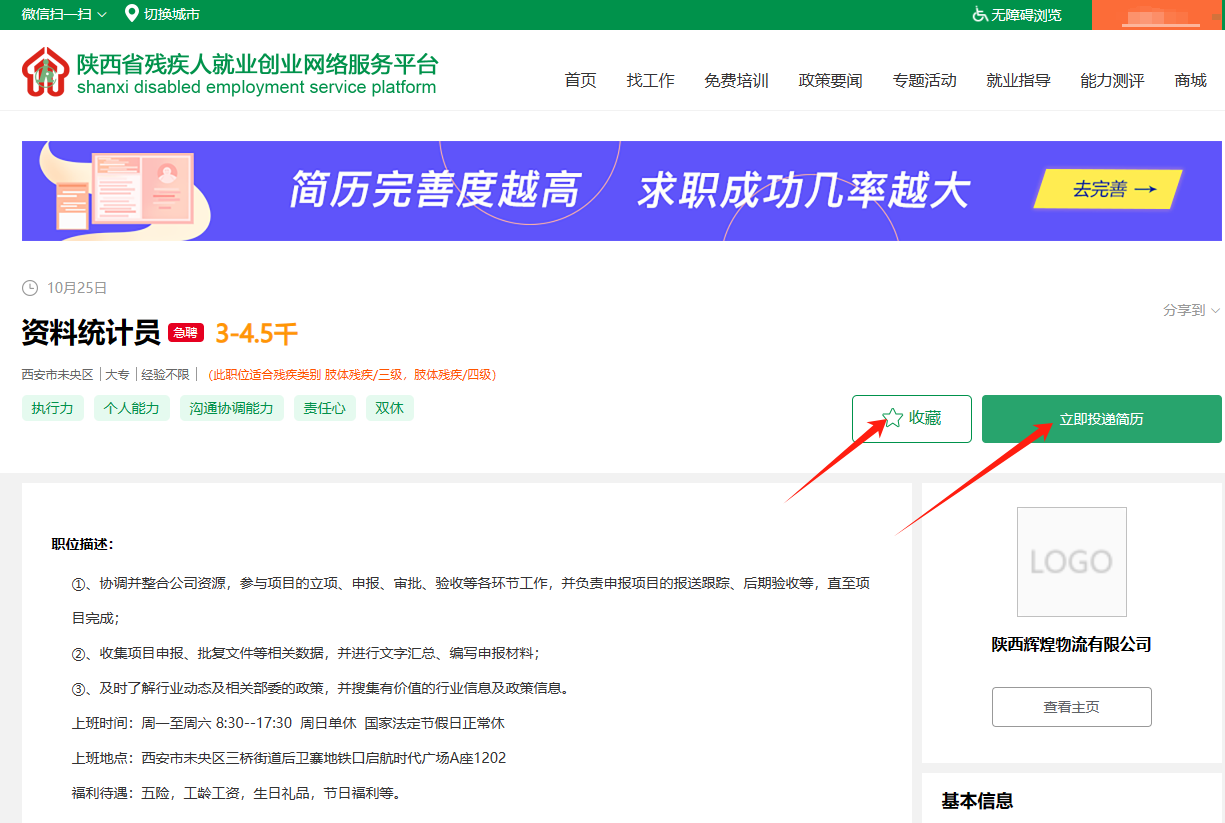 微信扫一扫 切换城市 无障碍浏览
陕西省残疾人就业创业网络服务平台
shanxi disabled employment service platform
首页 找工作 免费培训 政策要闻 专题活动 就业指导 能力测评 商城
简历完善度越高 求职成功几率越大 去完善
10月25日
分享到
资料统计员 急聘 3-4.5千
西安市未央区 大专 经验不限 (此职位适合残疾类别 肢体残疾/三级，肢体残疾/四级)
执行力 个人能力 沟通协调能力 责任心 双休
收藏 立即投递简历
职位描述：
①、协调并整合公司资源，参与项目的立项、申报、审批、验收等各环节工作，并负责申报项目的报送跟踪、后期验收等，直至项
目完成；
②、收集项目申报、批复文件等相关数据，并进行文字汇总、编写申报材料；
③、及时了解行业动态及相关部委的政策，并搜集有价值的行业信息及政策信息。
上班时间：周一至周六 8:30--17:30 周日单休 国家法定节假日正常休
上班地点：西安市未央区三桥街道后卫寨地铁口启航时代广场A座1202
福利待遇：五险，工龄工资，生日礼品，节日福利等。
LOGO
陕西辉煌物流有限公司
查看主页
基本信息